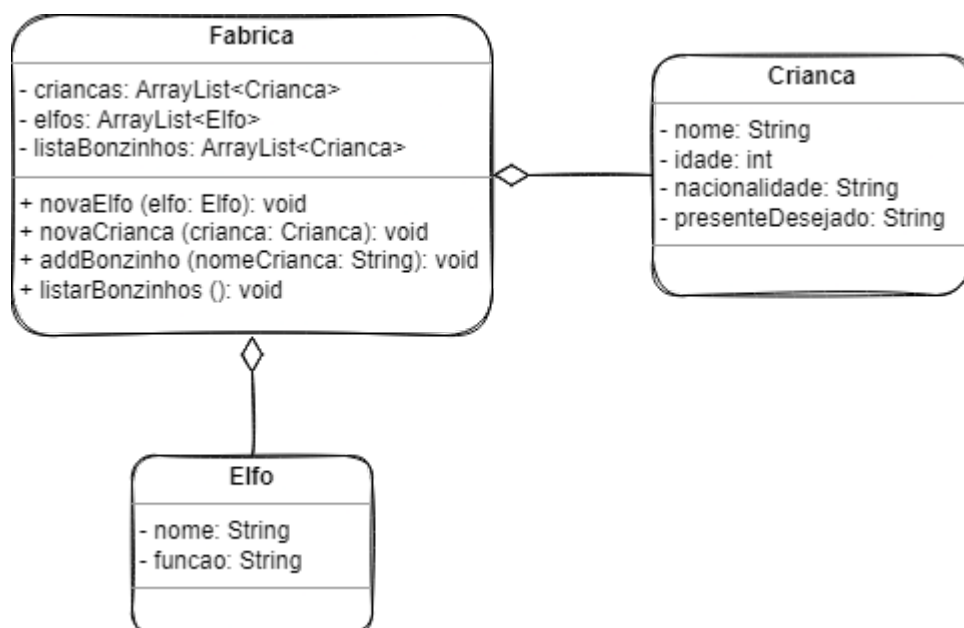 Fabrica
- criancas: ArrayList<Crianca>
- elfos: ArrayList<Elfo>
- listaBonzinhos: ArrayList<Crianca>
+ novaElfo (elfo: Elfo): void
+ novaCrianca (crianca: Crianca): void
+ addBonzinho (nomeCrianca: String): void
+ listarBonzinhos (): void
Crianca
- nome: String
- idade: int
- nacionalidade: String
- presenteDesejado: String
Elfo
- nome: String
- funcao: String